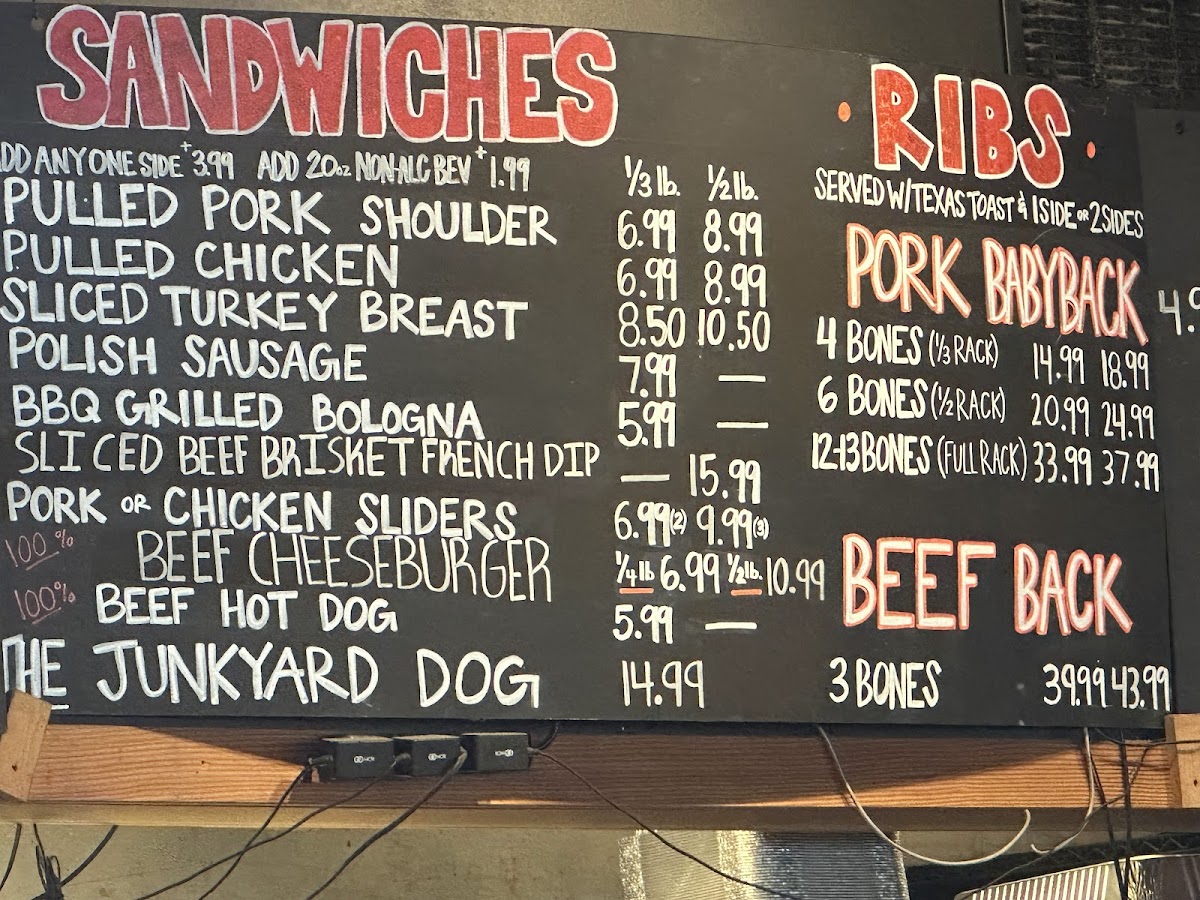 SANDWICHES
ADD ANY ONE SIDE +3.99 ADD 20oz NON-ALC BEV +1.99
1/3 lb. 1/2 lb.
PULLED PORK SHOULDER 6.99 8.99
PULLED CHICKEN 6.99 8.99
SLICED TURKEY BREAST 8.50 10.50
POLISH SAUSAGE 7.99 —
BBQ GRILLED BOLOGNA 5.99 —
SLICED BEEF BRISKET FRENCH DIP — 15.99
PORK OR CHICKEN SLIDERS 6.99(2) 9.99(3)
100% BEEF CHEESEBURGER 1/4 lb 6.99 1/2 lb. 10.99
100% BEEF HOT DOG 5.99 —
THE JUNKYARD DOG 14.99
• RIBS •
SERVED W/TEXAS TOAST & 1 SIDE OR 2 SIDES
PORK BABYBACK
4 BONES (1/3 RACK) 14.99 18.99
6 BONES (1/2 RACK) 20.99 24.99
12-13 BONES (FULL RACK) 33.99 37.99
BEEF BACK
3 BONES 39.99 43.99